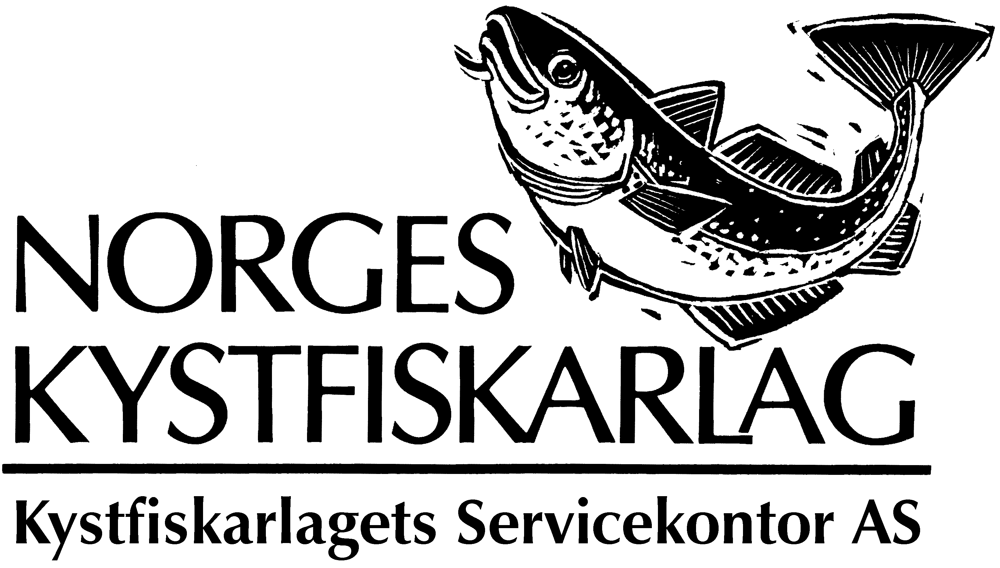 NORGES
KYSTFISKARLAG
Kystfiskarlagets Servicekontor AS